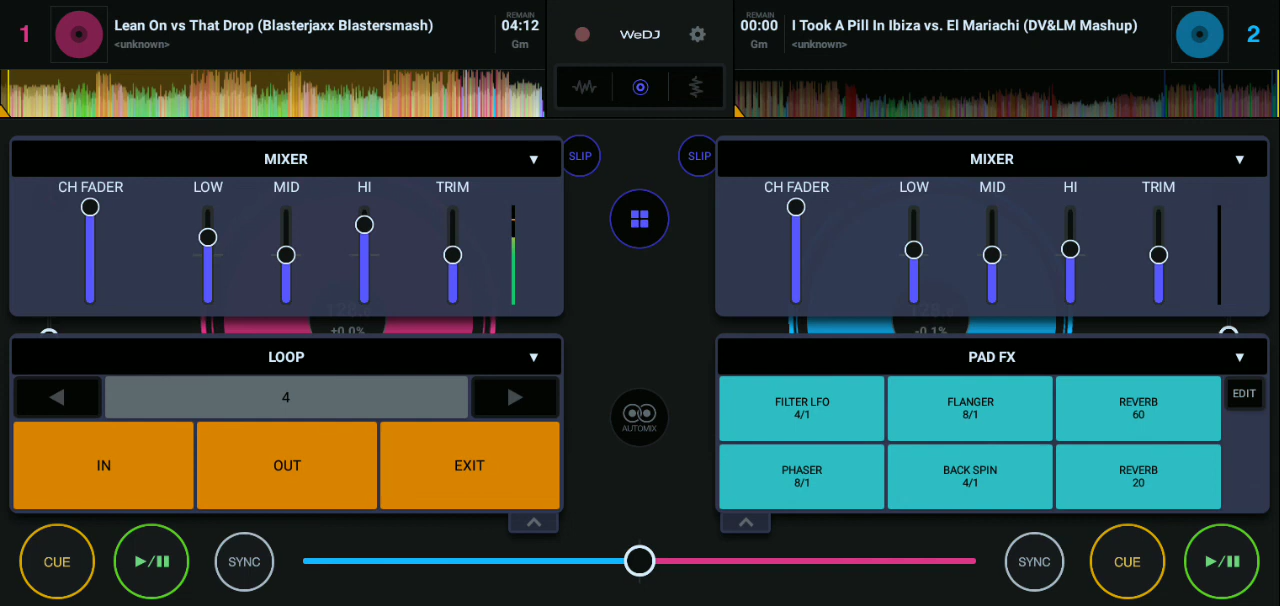 1
Lean On vs That Drop (Blasterjaxx Blastersmash)
<unknown>
REMAIN
04:12
Gm
WeDJ
REMAIN
00:00
Gm
I Took A Pill In Ibiza vs. El Mariachi (DV&LM Mashup)
<unknown>
2
MIXER
SLIP
SLIP
MIXER
CH FADER LOW MID HI TRIM
CH FADER LOW MID HI TRIM
+0.0%
-0.1%
LOOP
PAD FX
4
IN OUT EXIT
AUTOMIX
FILTER LFO
4/1
FLANGER
8/1
REVERB
60
EDIT
PHASER
8/1
BACK SPIN
4/1
REVERB
20
CUE
SYNC
SYNC
CUE